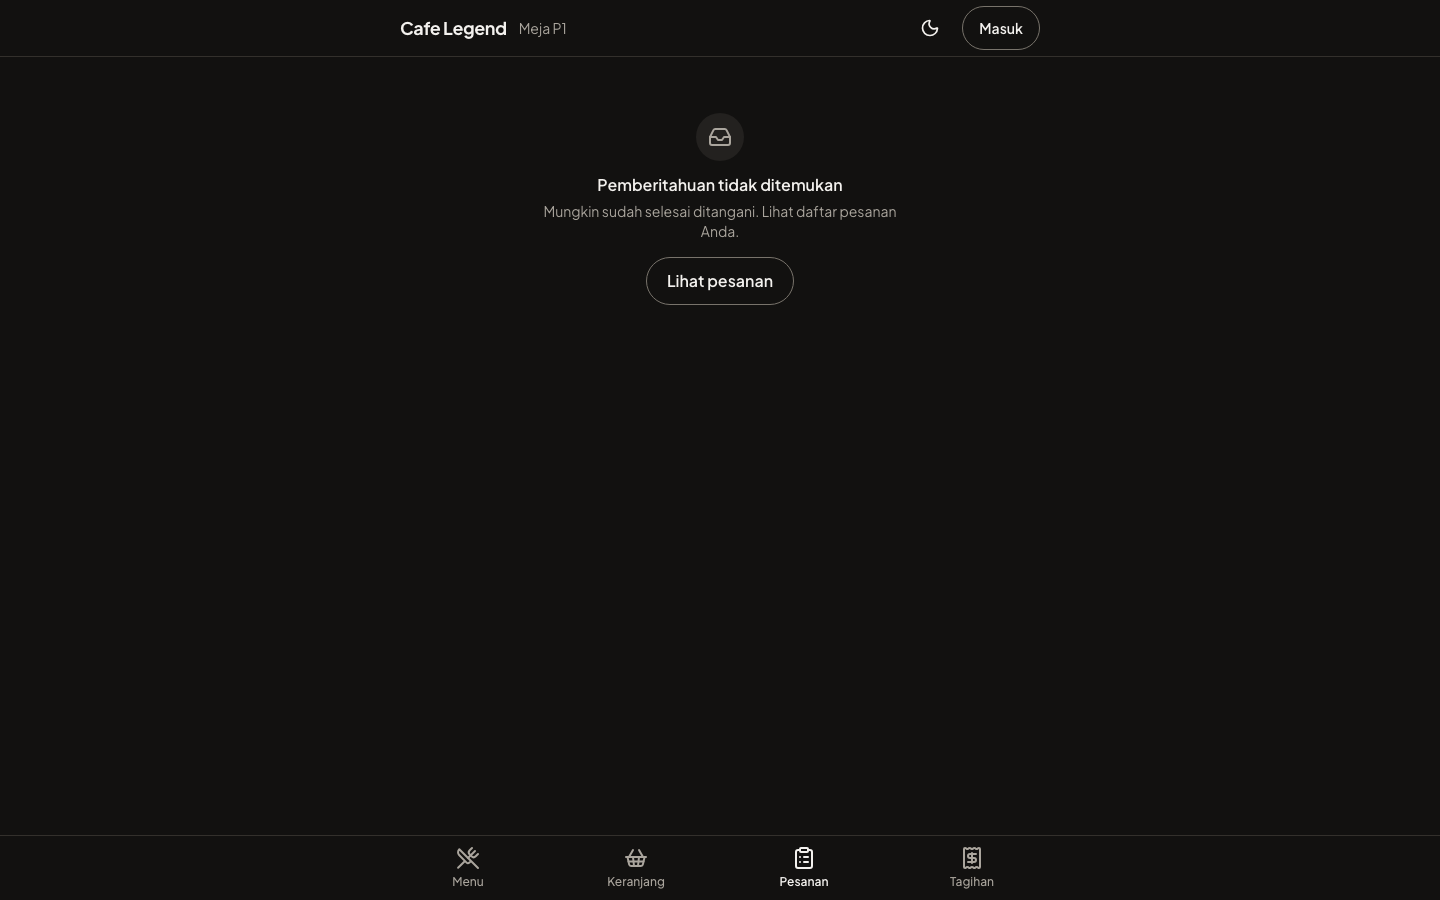 Cafe Legend Meja P1
Masuk
Pemberitahuan tidak ditemukan
Mungkin sudah selesai ditangani. Lihat daftar pesanan
Anda.
Lihat pesanan
Menu
Keranjang
Pesanan
Tagihan